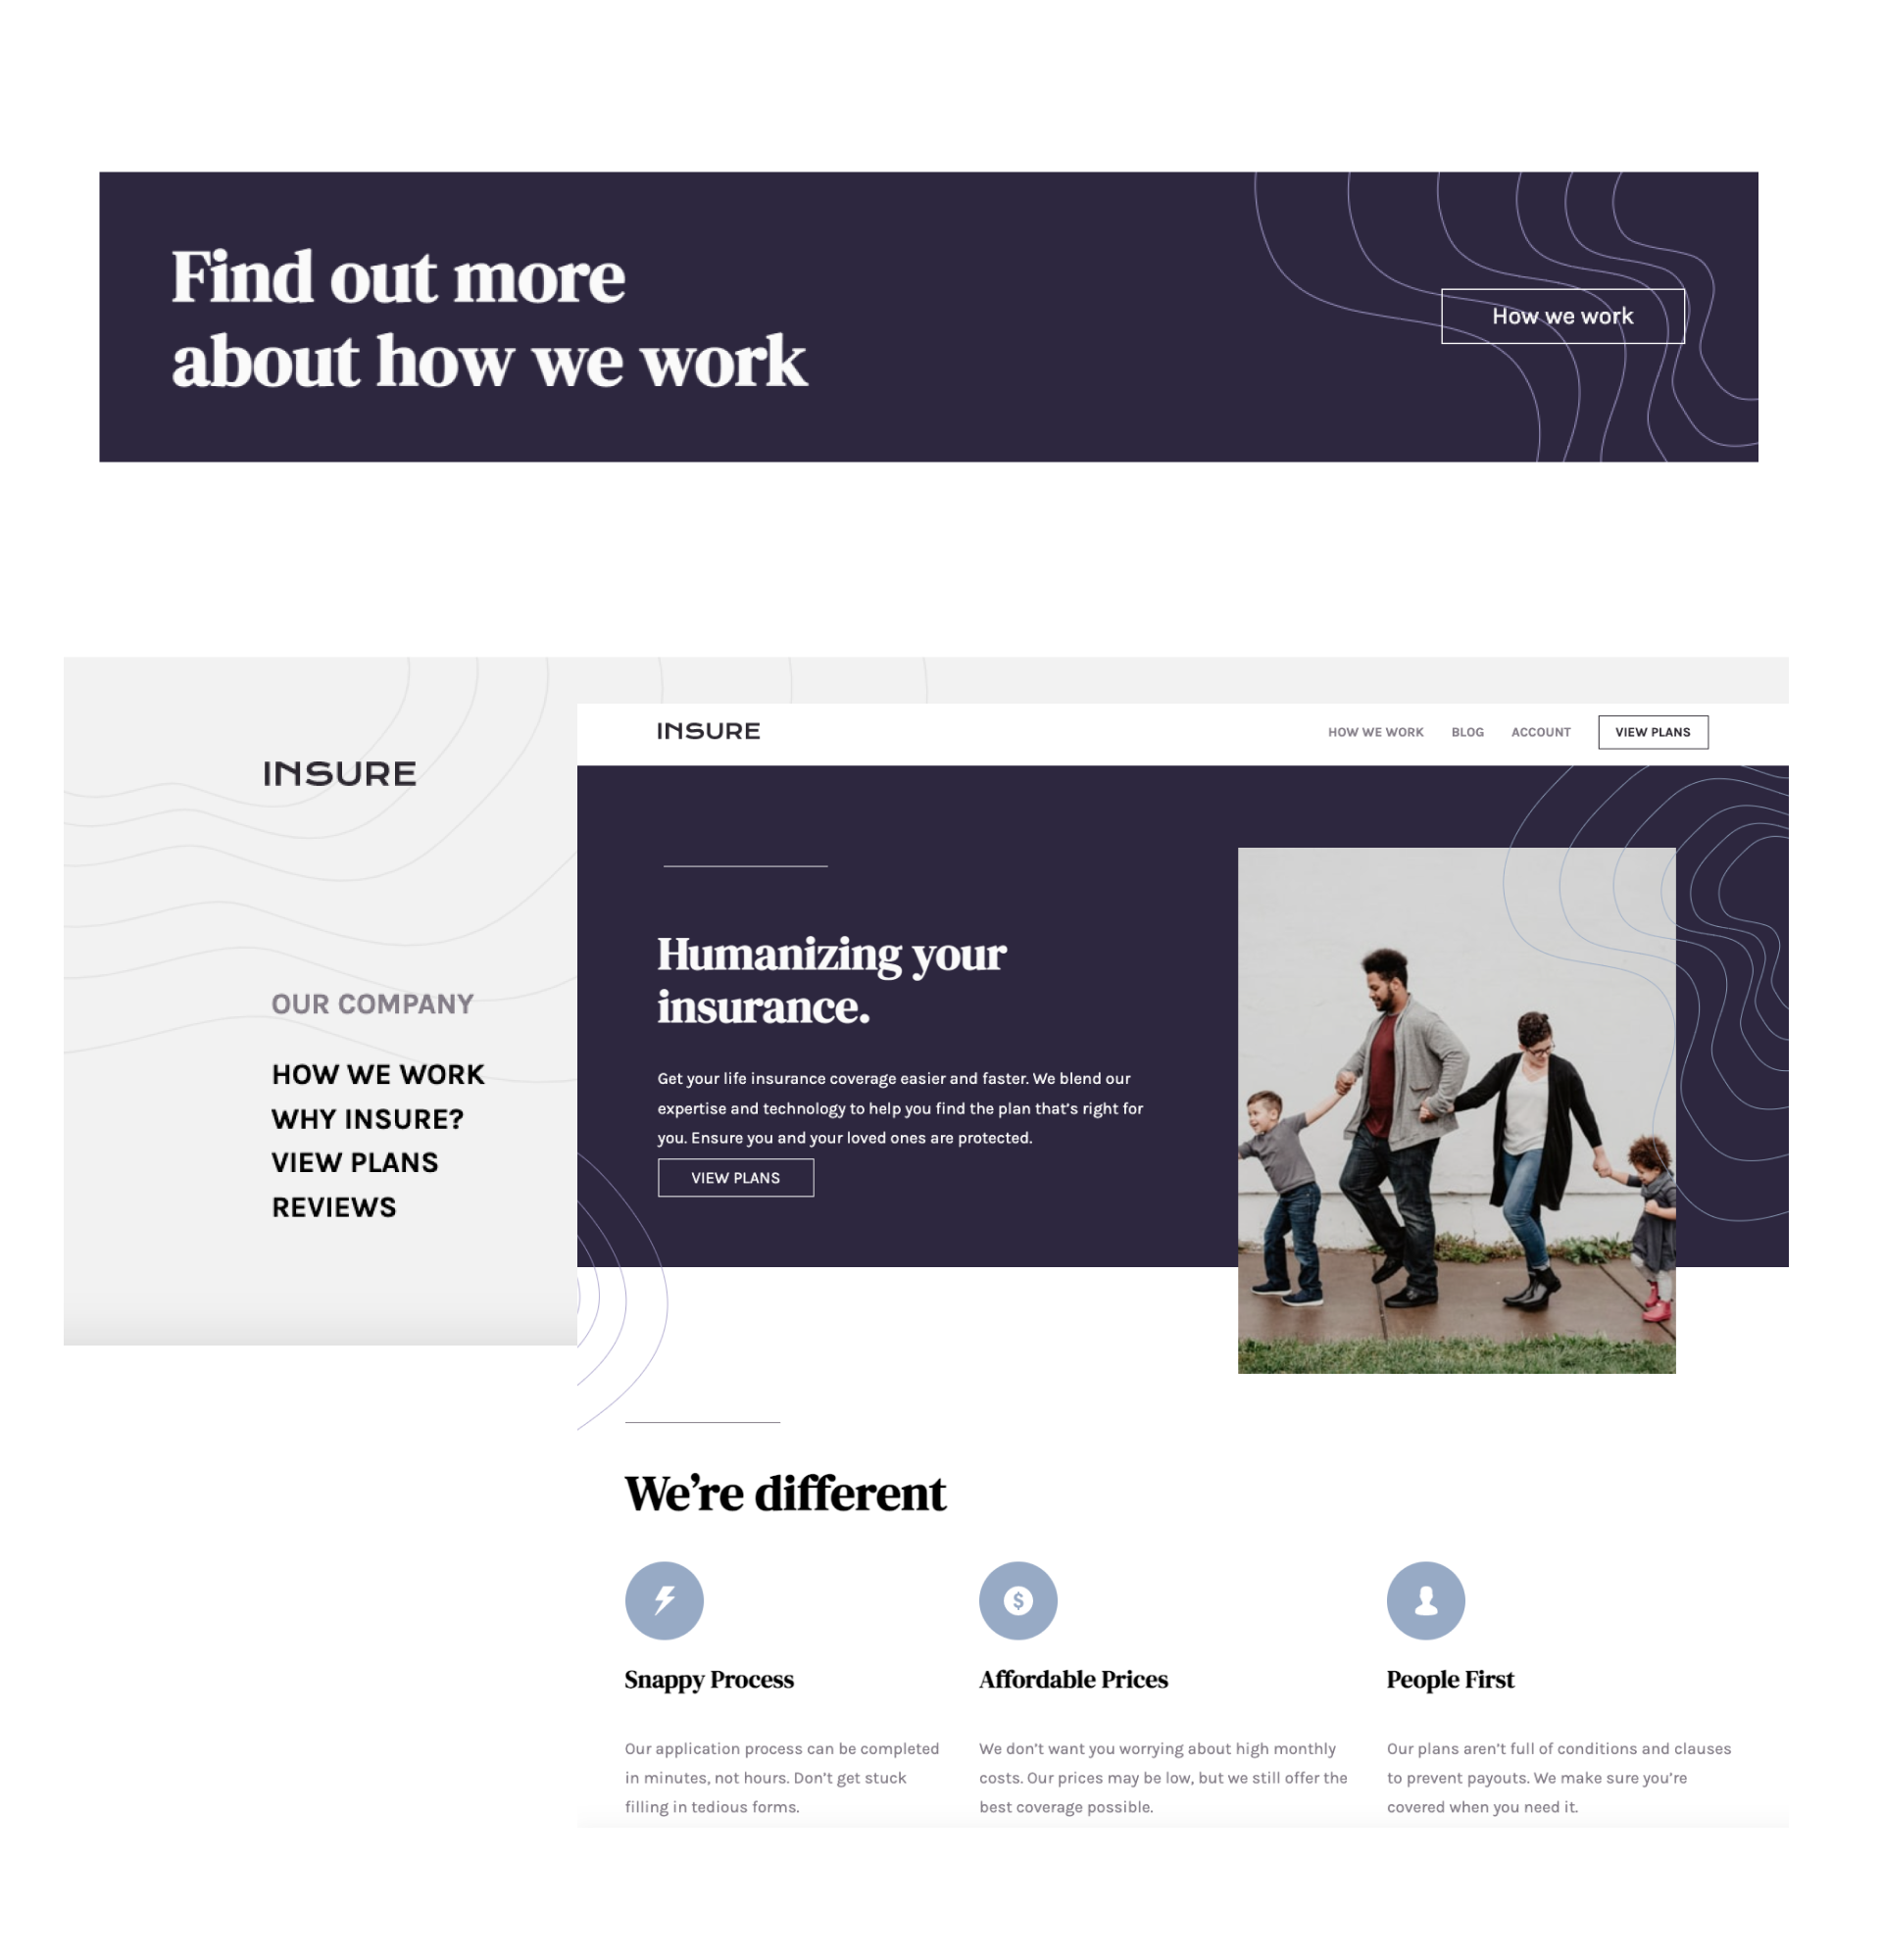 Find out more
about how we work
How we work
INSURE
OUR COMPANY
HOW WE WORK
WHY INSURE?
VIEW PLANS
REVIEWS
INSURE
HOW WE WORK
BLOG
ACCOUNT
VIEW PLANS
Humanizing your
insurance.
Get your life insurance coverage easier and faster. We blend our
expertise and technology to help you find the plan that's right for
you. Ensure you and your loved ones are protected.
VIEW PLANS
We’re different
$
Snappy Process
Our application process can be completed
in minutes, not hours. Don’t get stuck
filling in tedious forms.
Affordable Prices
We don’t want you worrying about high monthly
costs. Our prices may be low, but we still offer the
best coverage possible.
People First
Our plans aren’t full of conditions and clauses
to prevent payouts. We make sure you’re
covered when you need it.